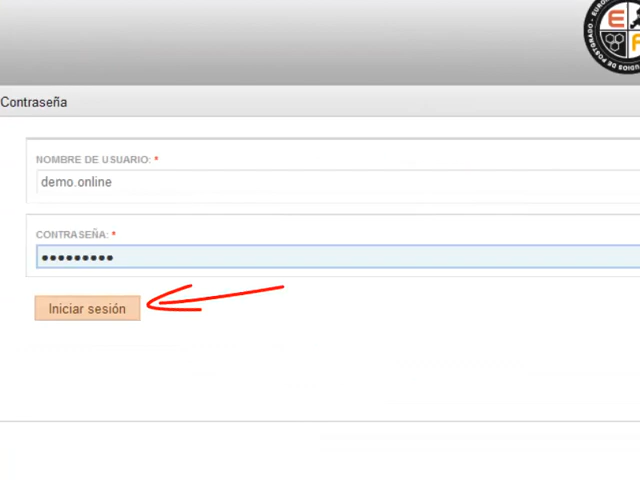 E
F
Contraseña
NOMBRE DE USUARIO: *
demo.online
CONTRASEÑA: *
•••••••••
Iniciar sesión